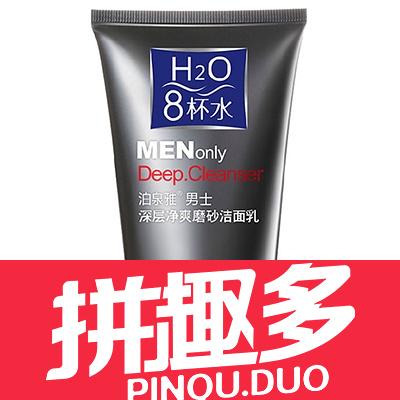 H2O
8杯水
MENonly
Deep.Cleanser
泊泉雅®男士
深层净爽磨砂洁面乳
拼趣多
PINQU.DUO